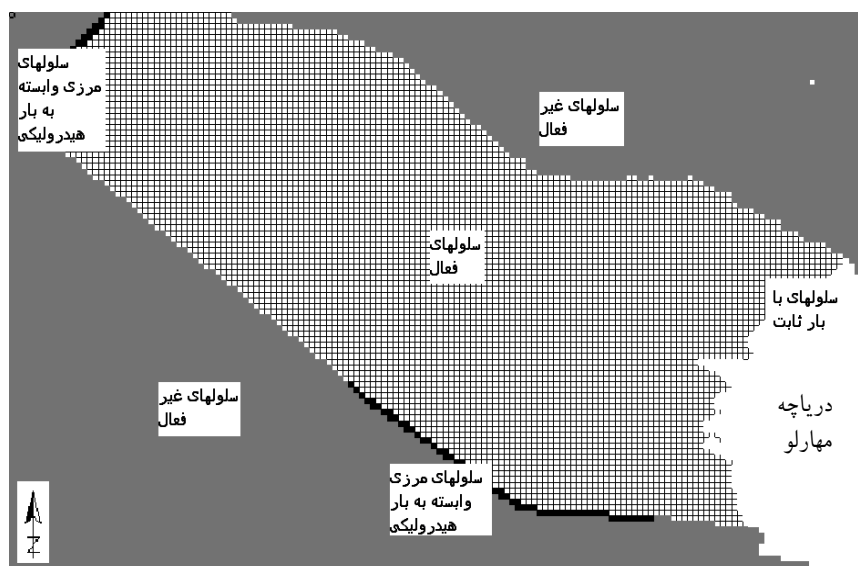 سلولهای
مرزی وابسته
به بار
هیدرولیکی
سلولهای غیر
فعال
سلولهای
فعال
سلولهای با
بار ثابت
دریاچه
مهارلو
سلولهای غیر
فعال
سلولهای مرزی
وابسته به بار
هیدرولیکی
N